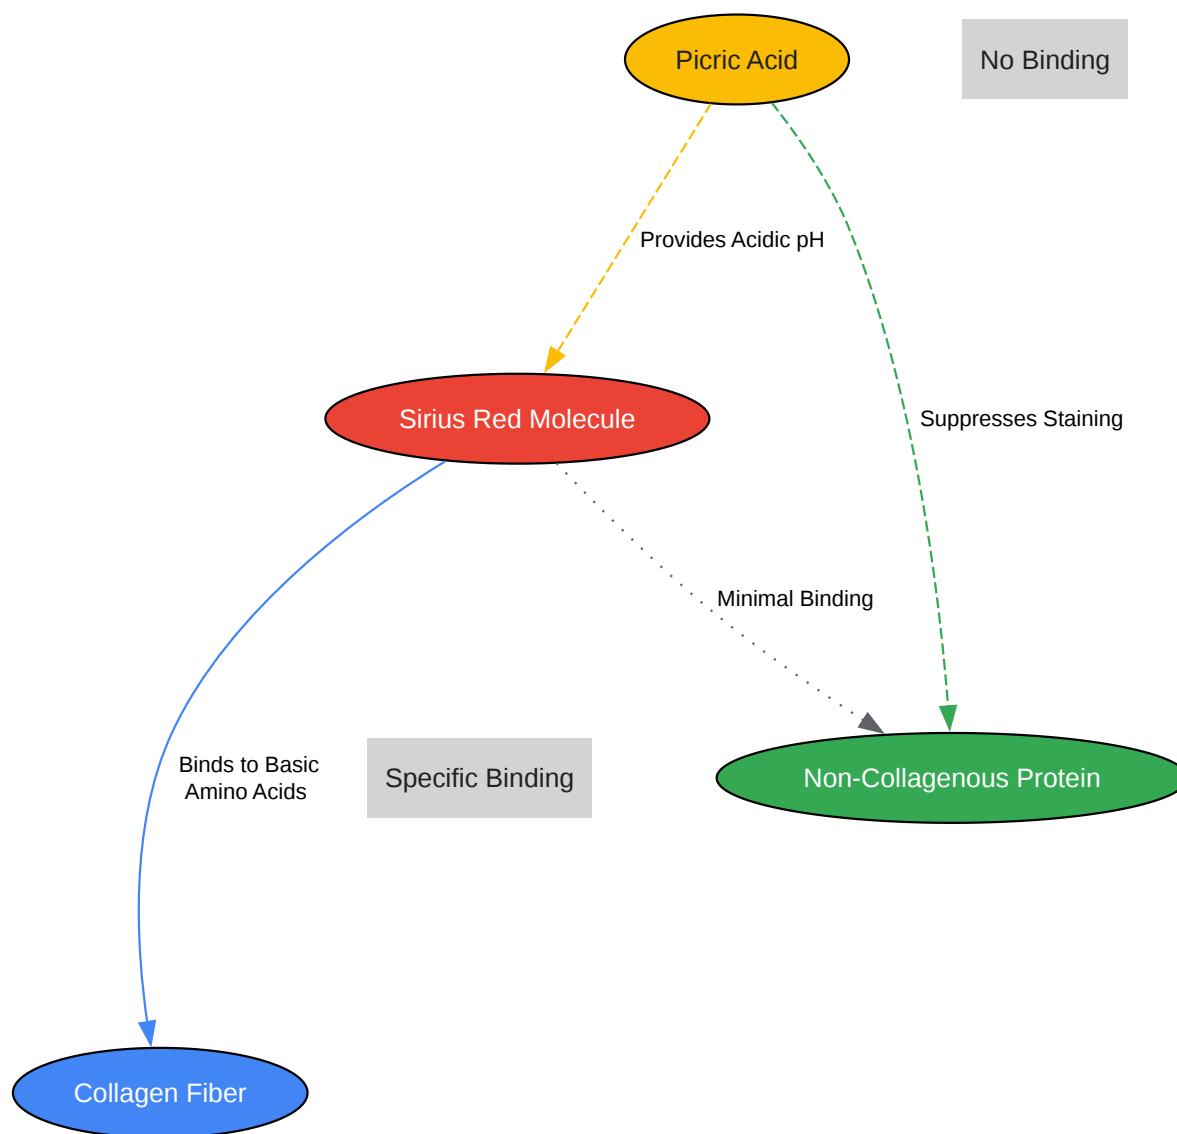 Picric Acid
No Binding
Provides Acidic pH
Sirius Red Molecule
Suppresses Staining
Minimal Binding
Binds to Basic
Amino Acids
Specific Binding
Non-Collagenous Protein
Collagen Fiber